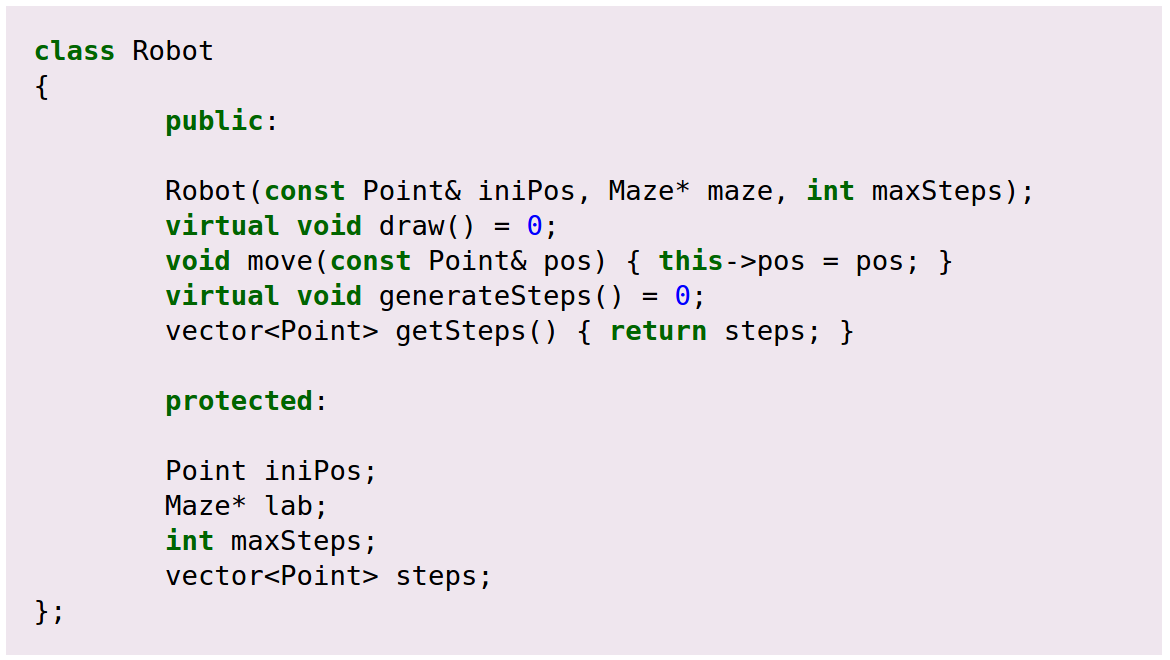 class Robot
{
public:
Robot(const Point& iniPos, Maze* maze, int maxSteps);
virtual void draw() = 0;
void move(const Point& pos) { this->pos = pos; }
virtual void generateSteps() = 0;
vector<Point> getSteps() { return steps; }
protected:
Point iniPos;
Maze* lab;
int maxSteps;
vector<Point> steps;
};